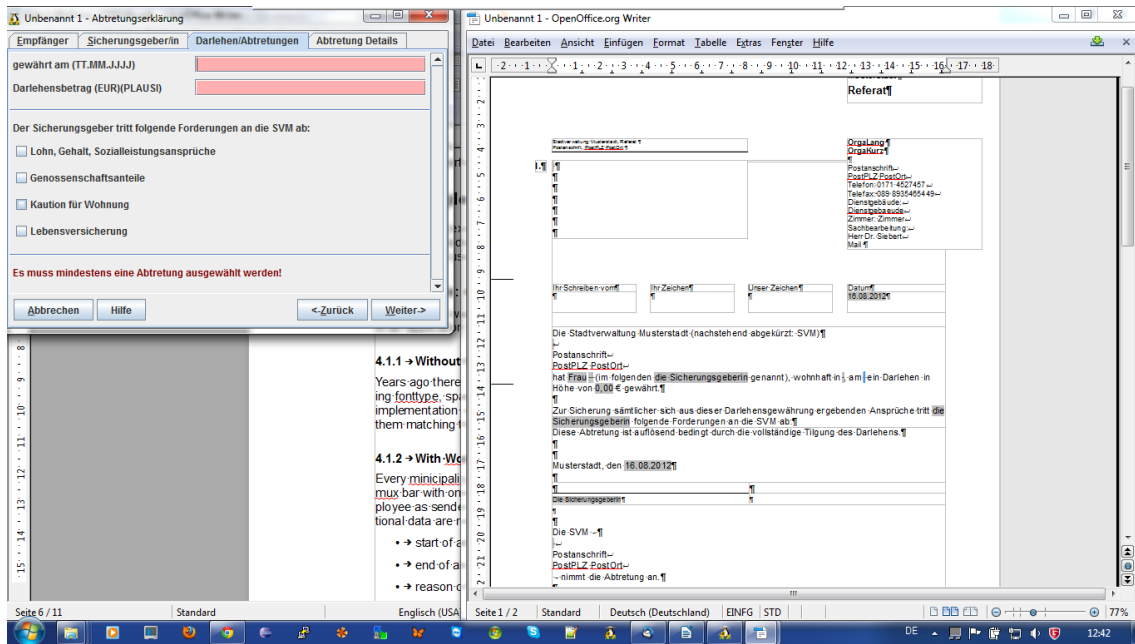 Unbenannt 1 - Abtretungserklärung
Empfänger
Sicherungsgeber/in
Darlehen/Abtretungen
Abtretung Details
gewährt am (TT.MM.JJJJ)
Darlehensbetrag (EUR)(PLAUSI)
Der Sicherungsgeber tritt folgende Forderungen an die SVM ab:
Lohn, Gehalt, Sozialleistungsansprüche
Genossenschaftsanteile
Kaution für Wohnung
Lebensversicherung
Es muss mindestens eine Abtretung ausgewählt werden!
Abbrechen
Hilfe
<-Zurück
Weiter->
4.1.1 → Without
Years·ago·there
ing·fonttype,·spa
implementation·
them·matching·t
4.1.2 → With·Wo
Every·minicipali
mux·bar·with·on
ployee·as·sende
tional·data·are·r
• → start·of·a
• → end·of·a
• → reason·o
Seite 6 / 11
Standard
Englisch (USA
Unbenannt 1 - OpenOffice.org Writer
Datei Bearbeiten Ansicht Einfügen Format Tabelle Extras Fenster Hilfe
Referat¶
Stadtverwaltung·Musterstadt,·Referat·¶
Postanschrift,·PostPLZ·PostOrt·¶
I.¶
OrgaLang¶
OrgaKurz¶
¶
Postanschrift↵
PostPLZ·PostOrt↵
Telefon:·0171·4527457↵
Telefax:·089·8935465449↵
Dienstgebäude:↵
Dienstgebaeude↵
Zimmer:·Zimmer↵
Sachbearbeitung:↵
Herr·Dr.·Siebert↵
Mail·¶
Ihr·Schreiben·vom¶
Ihr·Zeichen¶
Unser·Zeichen¶
Datum¶
16.08.2012¶
Die·Stadtverwaltung·Musterstadt·(nachstehend·abgekürzt:·SVM)¶
↵
Postanschrift↵
PostPLZ·PostOrt↵
hat·Frau·–·(im·folgenden·die·Sicherungsgeberin·genannt),·wohnhaft·in·,·am·ein·Darlehen·in·
Höhe·von·0,00·€·gewährt.¶
¶
Zur·Sicherung·sämtlicher·sich·aus·dieser·Darlehensgewährung·ergebenden·Ansprüche·tritt·die·
Sicherungsgeberin·folgende·Forderungen·an·die·SVM·ab:¶
Diese·Abtretung·ist·auflösend·bedingt·durch·die·vollständige·Tilgung·des·Darlehens.¶
¶
¶
Musterstadt,·den·16.08.2012¶
¶
Die·Sicherungsgeberin¶
¶
¶
Die·SVM·–·¶
↵
Postanschrift↵
PostPLZ·PostOrt↵
–·nimmt·die·Abtretung·an.¶
Seite 1 / 2
Standard
Deutsch (Deutschland)
EINFG
STD
77%
DE
12:42